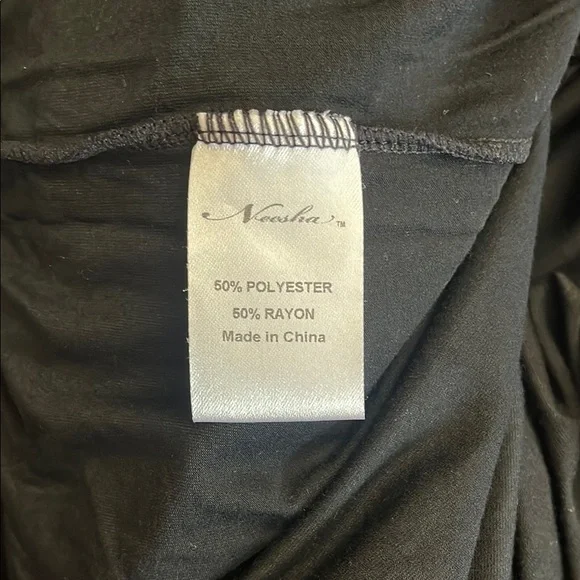 Neesha™
50% POLYESTER
50% RAYON
Made in China